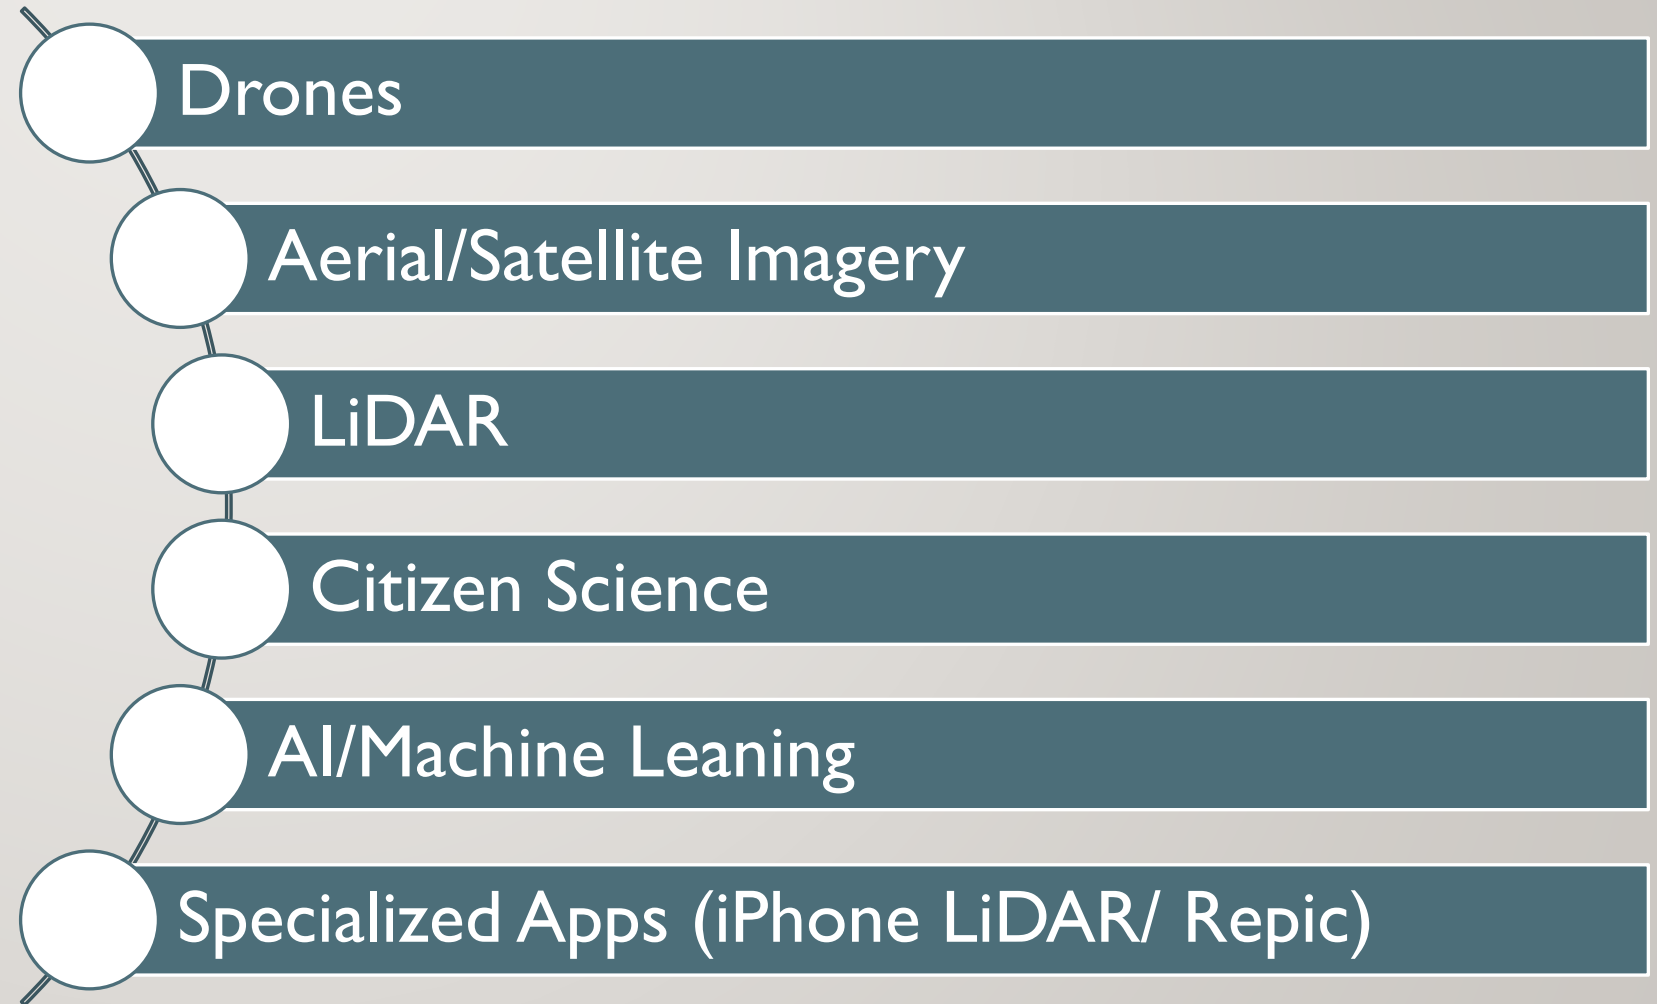 Drones
Aerial/Satellite Imagery
LiDAR
Citizen Science
AI/Machine Leaning
Specialized Apps (iPhone LiDAR/ Repic)